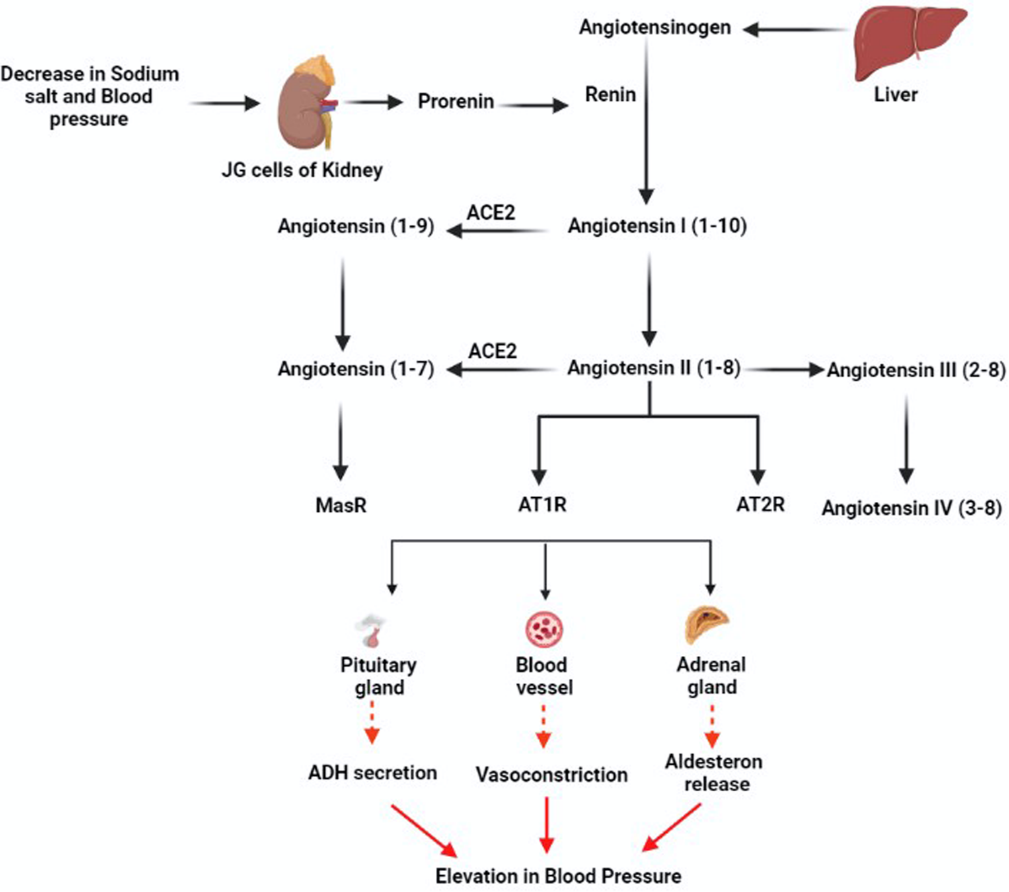 Angiotensinogen
Decrease in Sodium
salt and Blood
pressure
Prorenin
Renin
Liver
JG cells of Kidney
Angiotensin (1-9)
ACE2
Angiotensin I (1-10)
Angiotensin (1-7)
ACE2
Angiotensin II (1-8)
Angiotensin III (2-8)
MasR
AT1R
AT2R
Angiotensin IV (3-8)
Pituitary
gland
Blood
vessel
Adrenal
gland
ADH secretion
Vasoconstriction
Aldesteron
release
Elevation in Blood Pressure